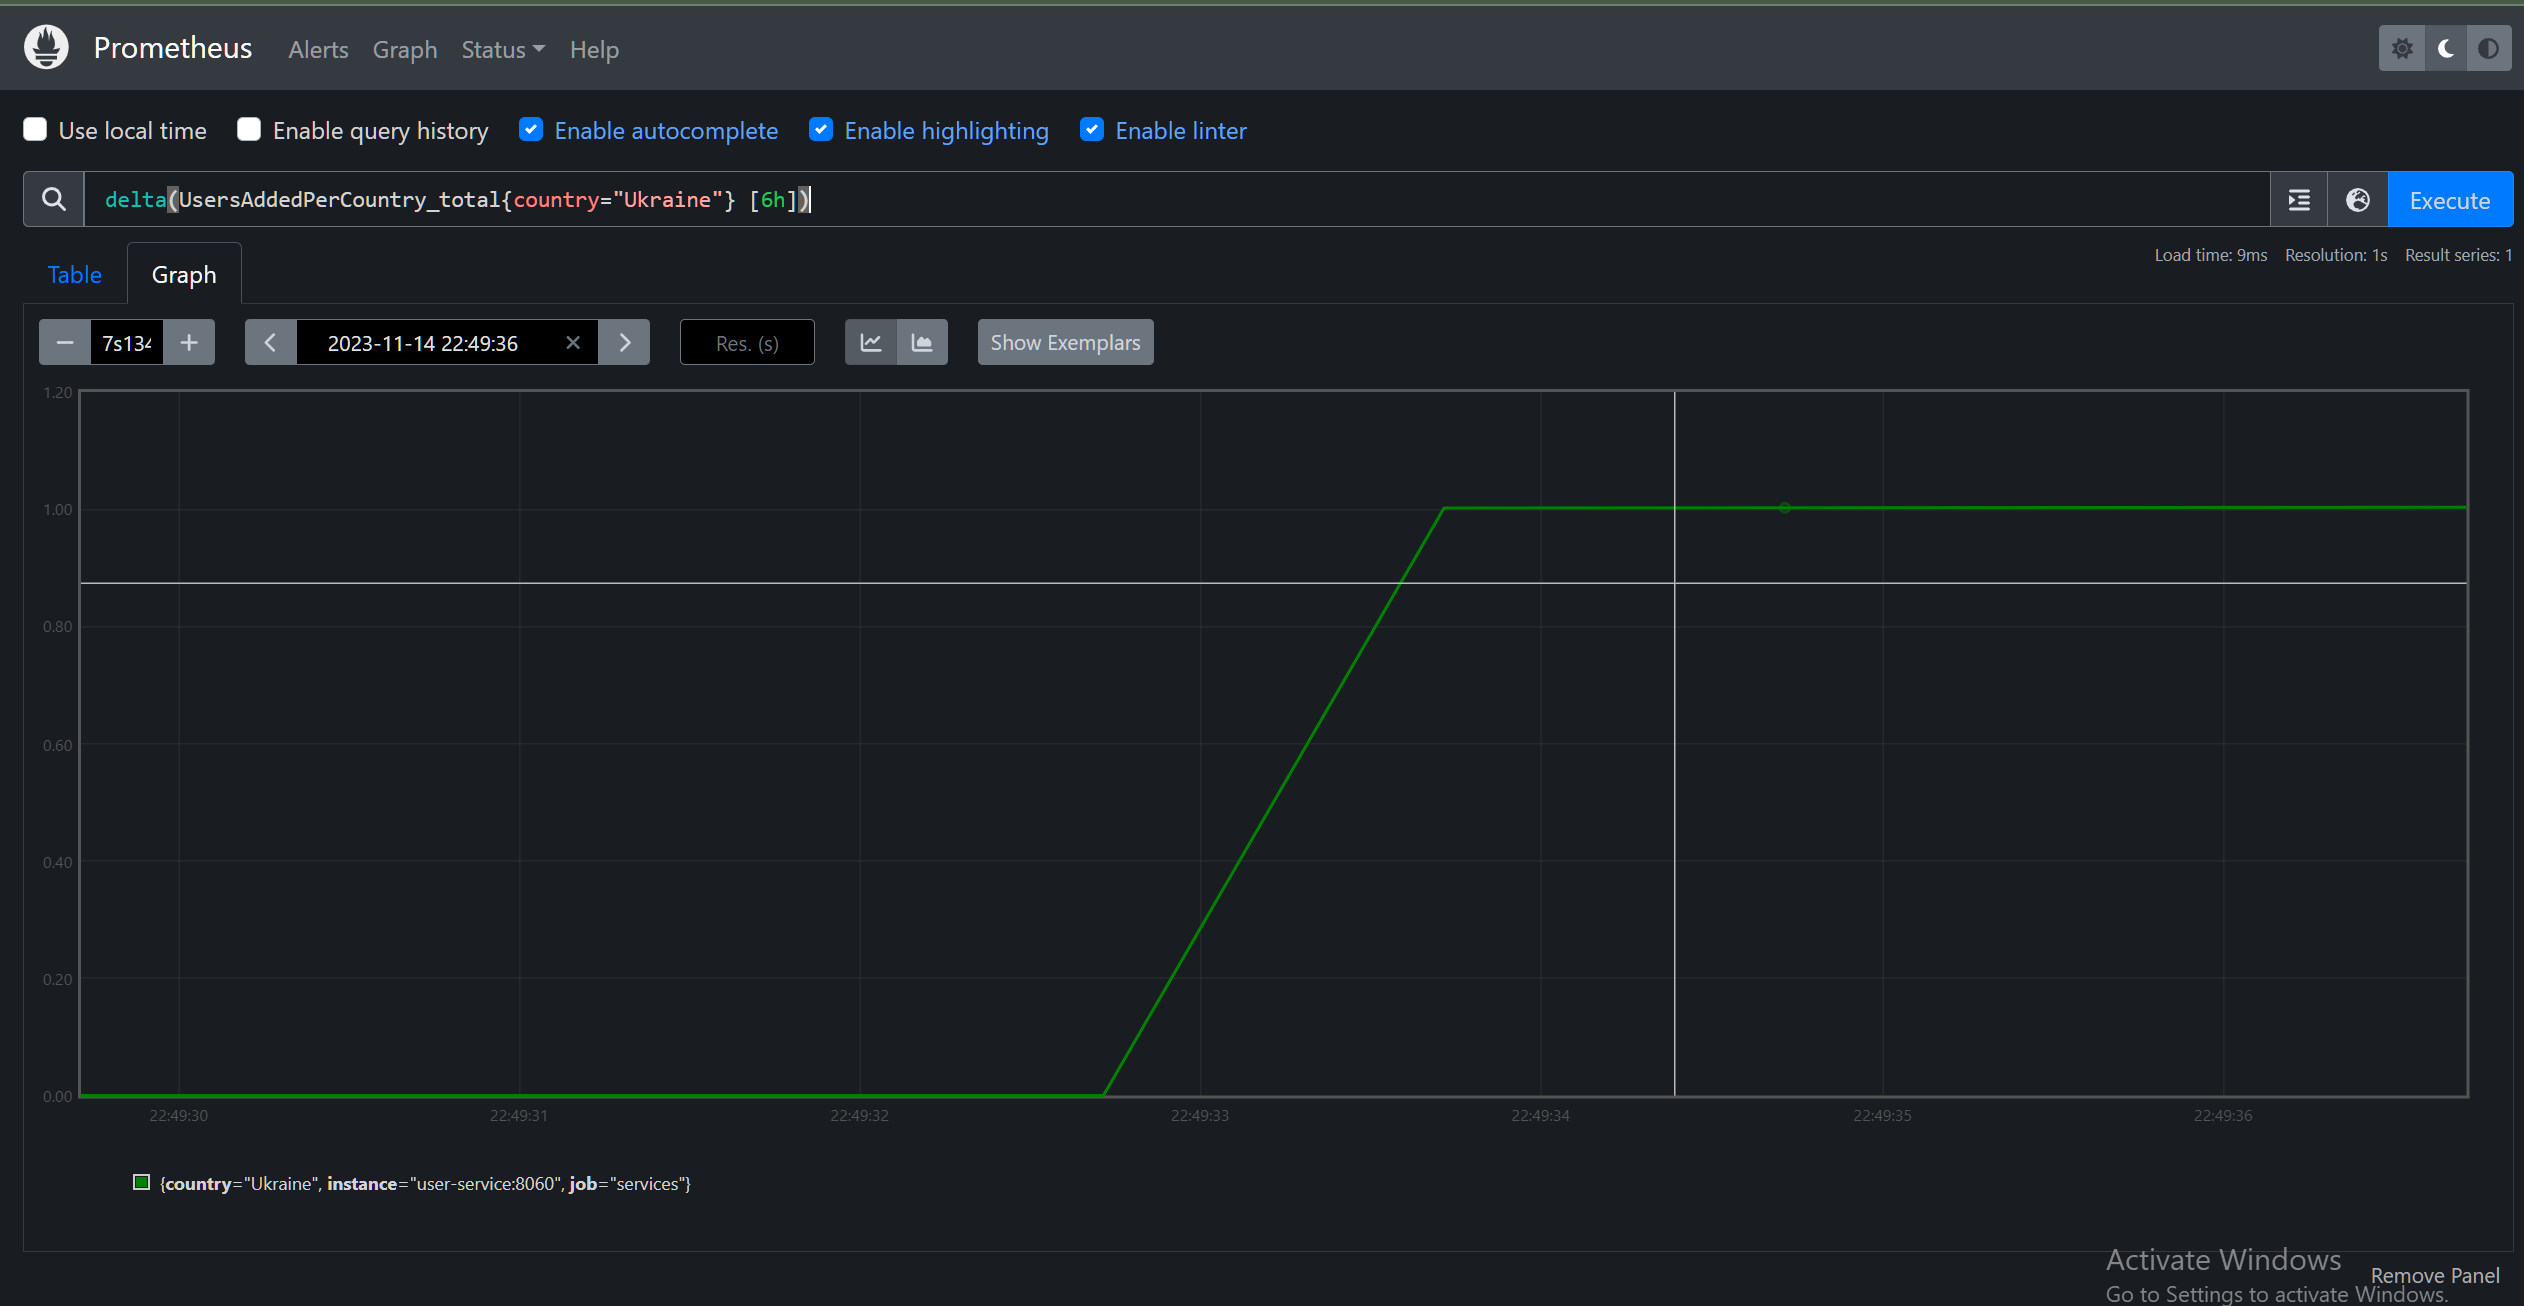 Prometheus Alerts Graph Status Help
Use local time Enable query history Enable autocomplete Enable highlighting Enable linter
delta(UsersAddedPerCountry_total{country="Ukraine"} [6h])
Execute
Table Graph
Load time: 9ms Resolution: 1s Result series: 1
7s134 2023-11-14 22:49:36 Res. (s) Show Exemplars
1.20
1.00
0.80
0.60
0.40
0.20
0.00
22:49:30 22:49:31 22:49:32 22:49:33 22:49:34 22:49:35 22:49:36
{country="Ukraine", instance="user-service:8060", job="services"}
Activate Windows
Remove Panel
Go to Settings to activate Windows.